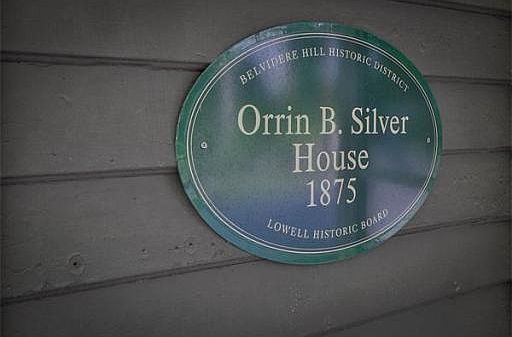 BELVIDERE HILL HISTORIC DISTRICT
Orrin B. Silver
House
1875
LOWELL HISTORIC BOARD